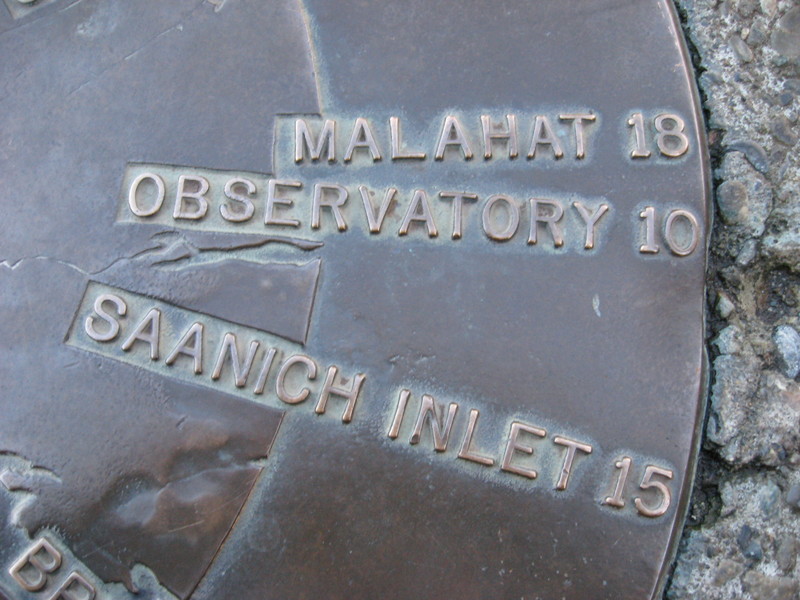 MALAHAT 18
OBSERVATORY 10
SAANICH INLET 15